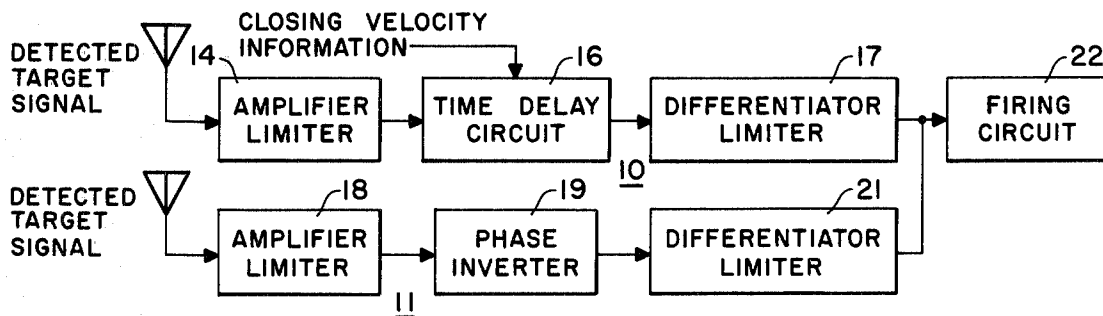 CLOSING VELOCITY
INFORMATION
DETECTED
TARGET
SIGNAL
14
AMPLIFIER
LIMITER
16
TIME DELAY
CIRCUIT
17
DIFFERENTIATOR
LIMITER
22
FIRING
CIRCUIT
10
DETECTED
TARGET
SIGNAL
18
AMPLIFIER
LIMITER
19
PHASE
INVERTER
21
DIFFERENTIATOR
LIMITER
11